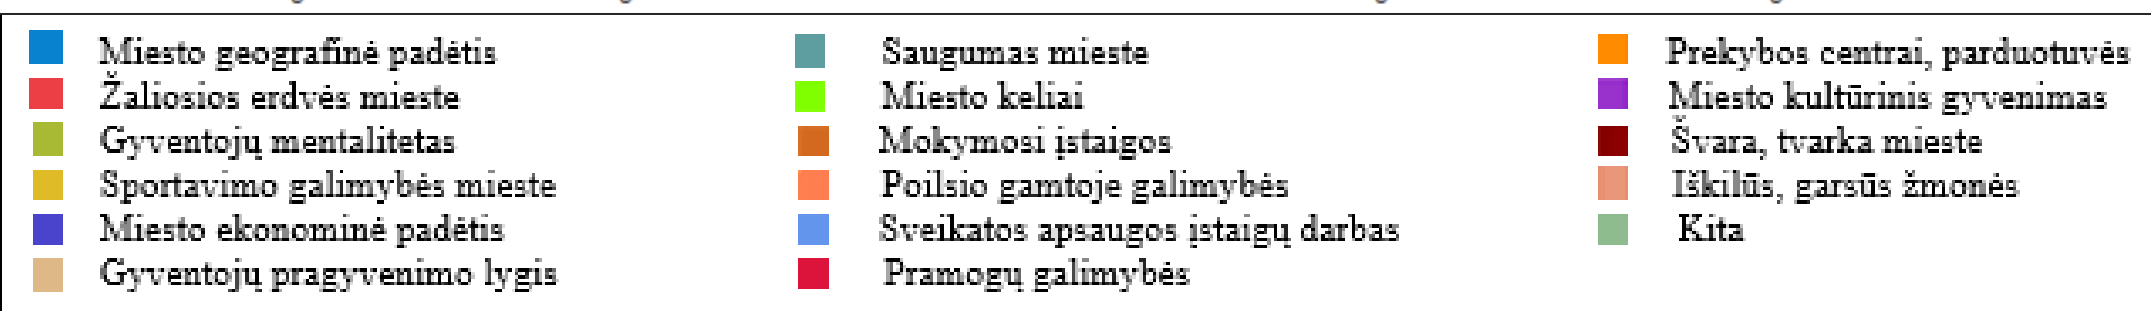 Miesto geografinė padėtis
Žaliosios erdvės mieste
Gyventojų mentalitetas
Sportavimo galimybės mieste
Miesto ekonominė padėtis
Gyventojų pragyvenimo lygis
Saugumas mieste
Miesto keliai
Mokymosi įstaigos
Poilsio gamtoje galimybės
Sveikatos apsaugos įstaigų darbas
Pramogų galimybės
Prekybos centrai, parduotuvės
Miesto kultūrinis gyvenimas
Švara, tvarka mieste
Iškilūs, garsūs žmonės
Kita